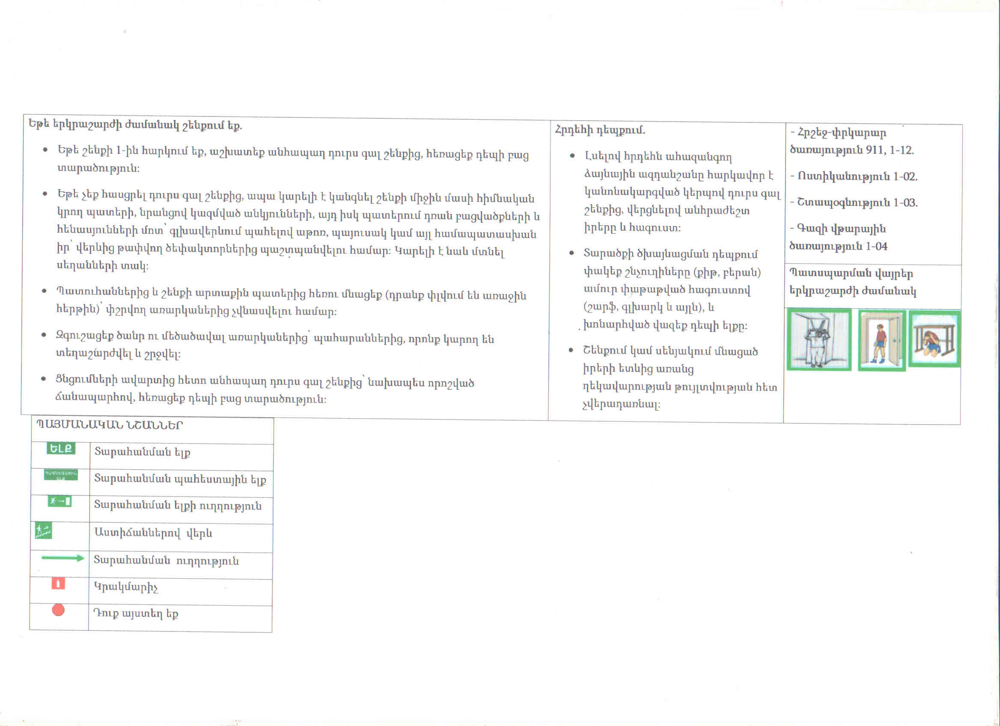 Եթե երկրաշարժի ժամանակ շենքում եք.
• Եթե շենքի 1-ին հարկում եք, աշխատեք անհապաղ դուրս գալ շենքից, հեռացեք դեպի բաց
տարածություն:
• Եթե չեք հասցրել դուրս գալ շենքից, ապա կարելի է կանգնել շենքի միջին մասի հիմնական
կրող պատերի, նրանցով կազմված անկյունների, այդ իսկ պատերում դռան բացվածքների և
հենասյունների մոտ՝ գլխավերևում պահելով աթոռ, պայուսակ կամ այլ համապատասխան
իր՝ վերևից թափվող ծեփակտորներից պաշտպանվելու համար: Կարելի է նաև մտնել
սեղանների տակ:
• Պատուհաններից և շենքի արտաքին պատերից հեռու մնացեք (դրանք փլվում են առաջին
հերթին)՝ փշրվող առարկաներից չվնասվելու համար:
• Զգուշացեք ծանր ու մեծածավալ առարկաներից՝ պահարաններից, որոնք կարող են
տեղաշարժվել և շրջվել:
• Ցնցումների ավարտից հետո անհապաղ դուրս գալ շենքից՝ նախապես որոշված
ճանապարհով, հեռացեք դեպի բաց տարածություն:
Հրդեհի դեպքում.
• Լսելով հրդեհն ահազանգող
ձայնային ազդանշանը հարկավոր է
կանոնակարգված կերպով դուրս գալ
շենքից, վերցնելով անհրաժեշտ
իրերը և հագուստ:
• Տարածքի ծխայնացման դեպքում
փակեք շնչուղիները (քիթ, բերան)
ամուր փաթաթված հագուստով
(շարֆ, գլխարկ և այլն), և
խոնարհված վազեք դեպի ելքը:
• Շենքում կամ սենյակում մնացած
իրերի ետևից առանց
ղեկավարության թույլտվության հետ
չվերադառնալ:
- Հրշեջ-փրկարար
ծառայություն 911, 1-12.
- Ոստիկանություն 1-02.
- Շտապօգնություն 1-03.
- Գազի վթարային
ծառայություն 1-04
Պատսպարման վայրեր
երկրաշարժի ժամանակ
ՊԱՅՄԱՆԱԿԱՆ ՆՇԱՆՆԵՐ
ԵԼՔ Տարահանման ելք
ՊԱՀՈՒՍՏԱՅԻՆ
ԵԼՔ
Տարահանման պահեստային ելք
Տարահանման ելքի ուղղություն
Աստիճաններով վերև
Տարահանման ուղղություն
Կրակմարիչ
Դուք այստեղ եք